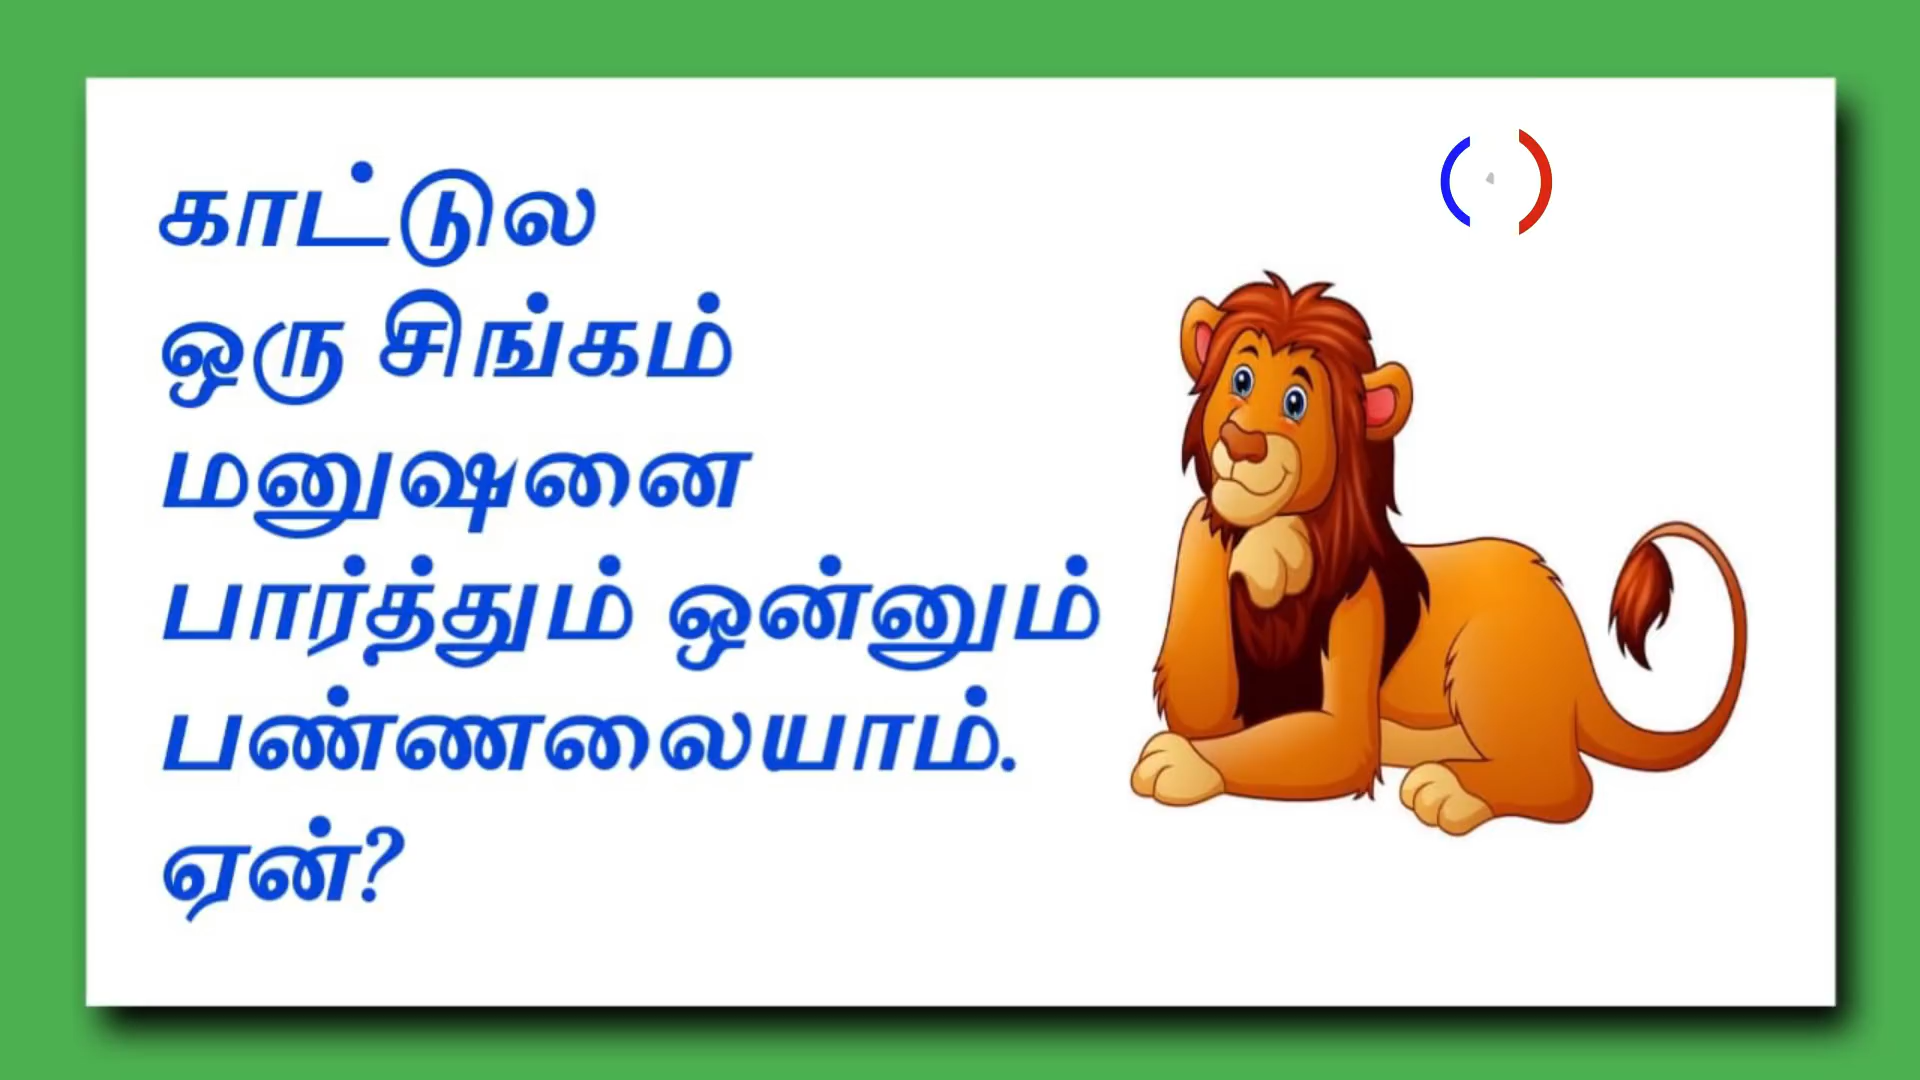 காட்டுல
ஒரு சிங்கம்
மனுஷனை
பார்த்தும் ஒன்னும்
பண்ணலையாம்.
ஏன்?